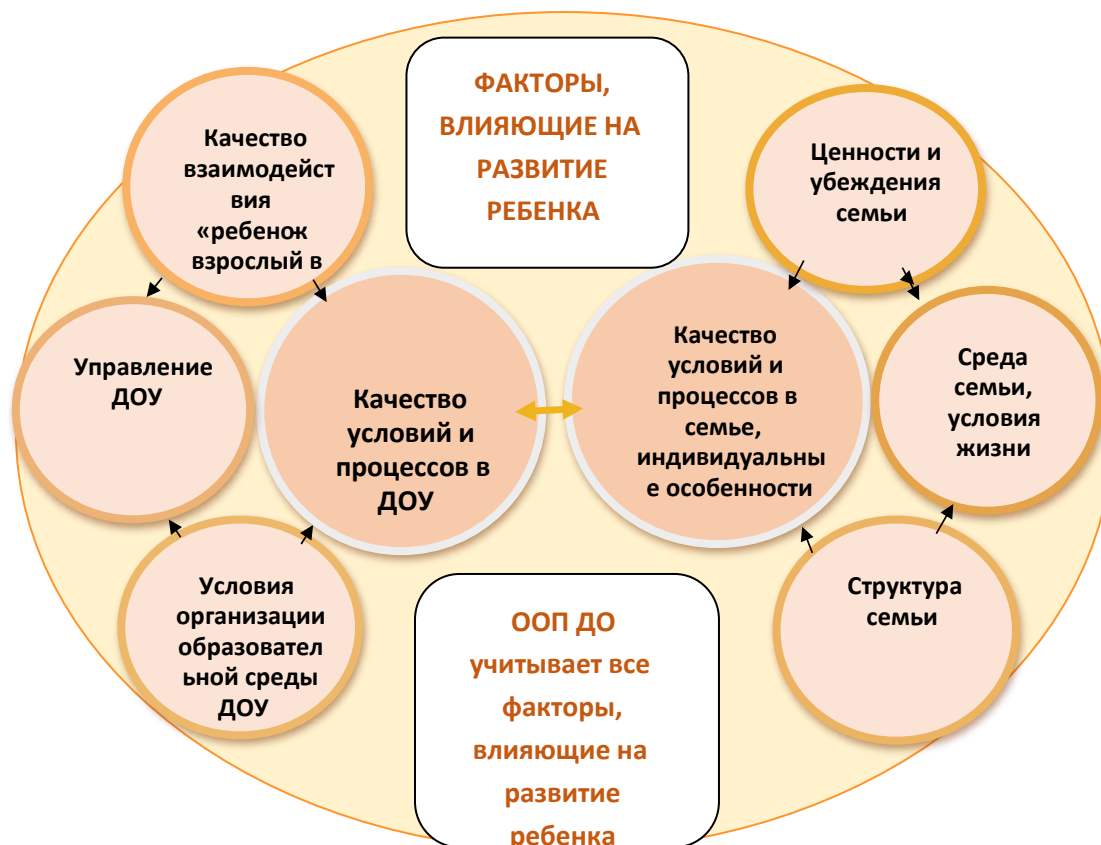 ФАКТОРЫ,
ВЛИЯЮЩИЕ НА
РАЗВИТИЕ
РЕБЕНКА
Качество
взаимодейст
вия
«ребенок
взрослый в
Ценности и
убеждения
семьи
Управление
ДОУ
Качество
условий и
процессов в
ДОУ
Качество
условий и
процессов в
семье,
индивидуальны
е особенности
Среда
семьи,
условия
жизни
Условия
организации
образовател
ьной среды
ДОУ
ООП ДО
учитывает все
факторы,
влияющие на
развитие
ребенка
Структура
семьи